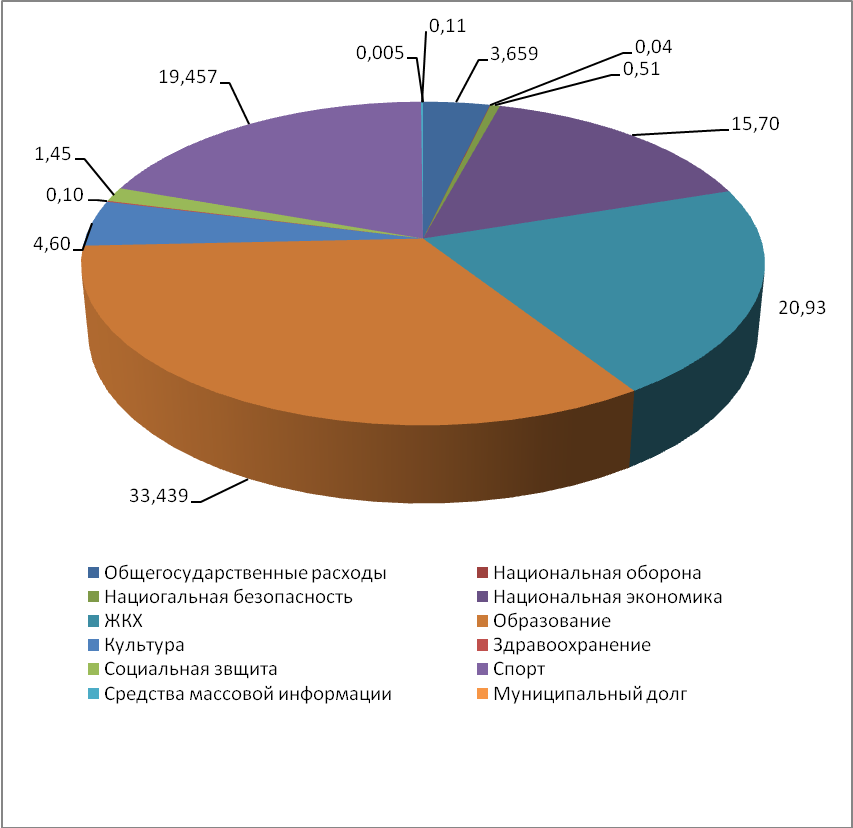 0,11
0,005
3,659
0,04
0,51
19,457
15,70
1,45
0,10
4,60
20,93
33,439
Общегосударственные расходы
Национальная оборона
Нациогальная безопасность
Национальная экономика
ЖКХ
Образование
Культура
Здравоохранение
Социальная звщита
Спорт
Средства массовой информации
Муниципальный долг